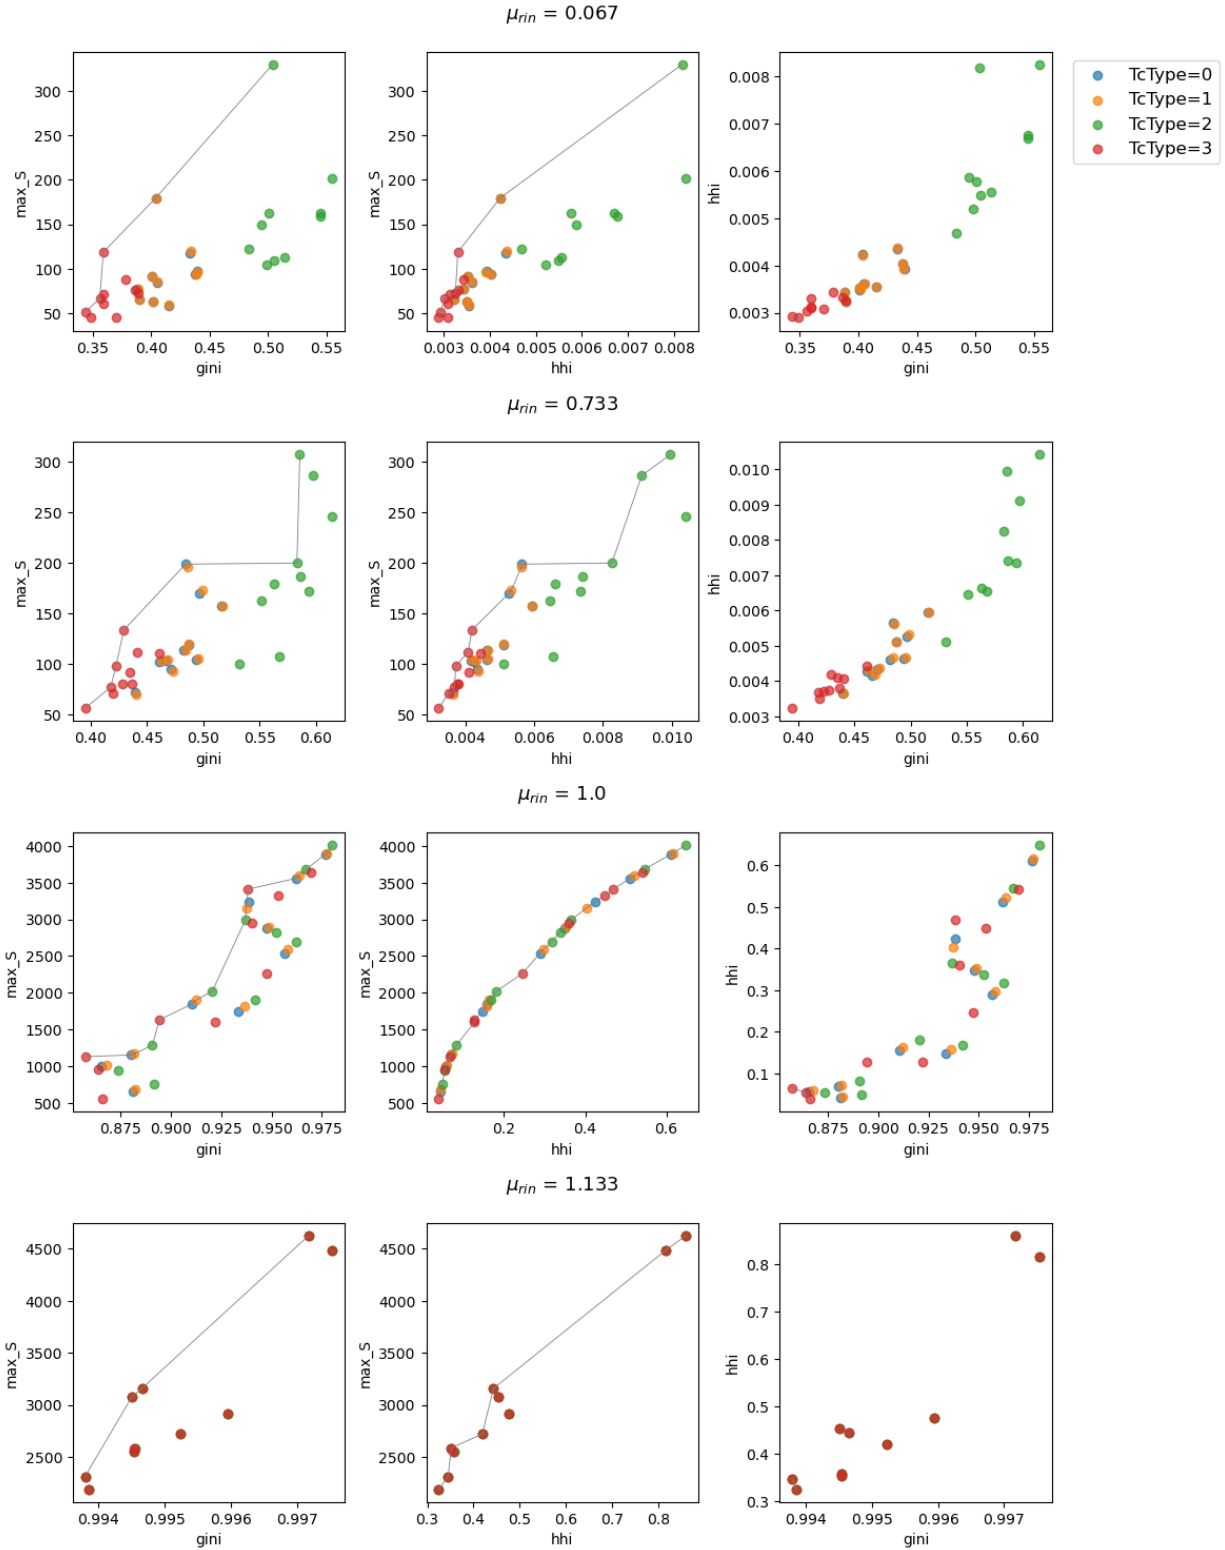 μrin = 0.067
max_S
300
250
200
150
100
50
0.35 0.40 0.45 0.50 0.55
gini
max_S
300
250
200
150
100
50
0.003 0.004 0.005 0.006 0.007 0.008
hhi
hhi
0.008
0.007
0.006
0.005
0.004
0.003
0.35 0.40 0.45 0.50 0.55
gini
TcType=0
TcType=1
TcType=2
TcType=3
μrin = 0.733
max_S
300
250
200
150
100
50
0.40 0.45 0.50 0.55 0.60
gini
max_S
300
250
200
150
100
50
0.004 0.006 0.008 0.010
hhi
hhi
0.010
0.009
0.008
0.007
0.006
0.005
0.004
0.003
0.40 0.45 0.50 0.55 0.60
gini
μrin = 1.0
max_S
4000
3500
3000
2500
2000
1500
1000
500
0.875 0.900 0.925 0.950 0.975
gini
max_S
4000
3500
3000
2500
2000
1500
1000
500
0.2 0.4 0.6
hhi
hhi
0.6
0.5
0.4
0.3
0.2
0.1
0.875 0.900 0.925 0.950 0.975
gini
μrin = 1.133
max_S
4500
4000
3500
3000
2500
0.994 0.995 0.996 0.997
gini
max_S
4500
4000
3500
3000
2500
0.3 0.4 0.5 0.6 0.7 0.8
hhi
hhi
0.8
0.7
0.6
0.5
0.4
0.3
0.994 0.995 0.996 0.997
gini